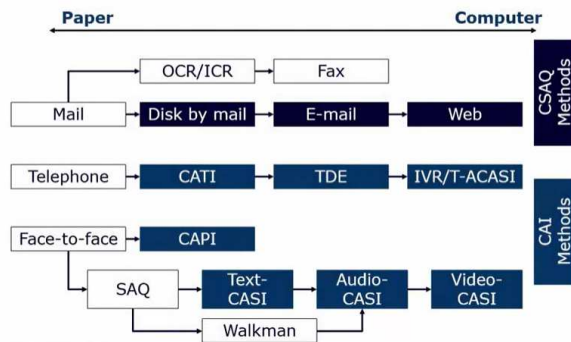 Paper
Computer
OCR/ICR
Fax
Mail
Disk by mail
E-mail
Web
CSAQ
Methods
Telephone
CATI
TDE
IVR/T-ACASI
CAI
Methods
Face-to-face
CAPI
SAQ
Text-
CASI
Audio-
CASI
Video-
CASI
Walkman